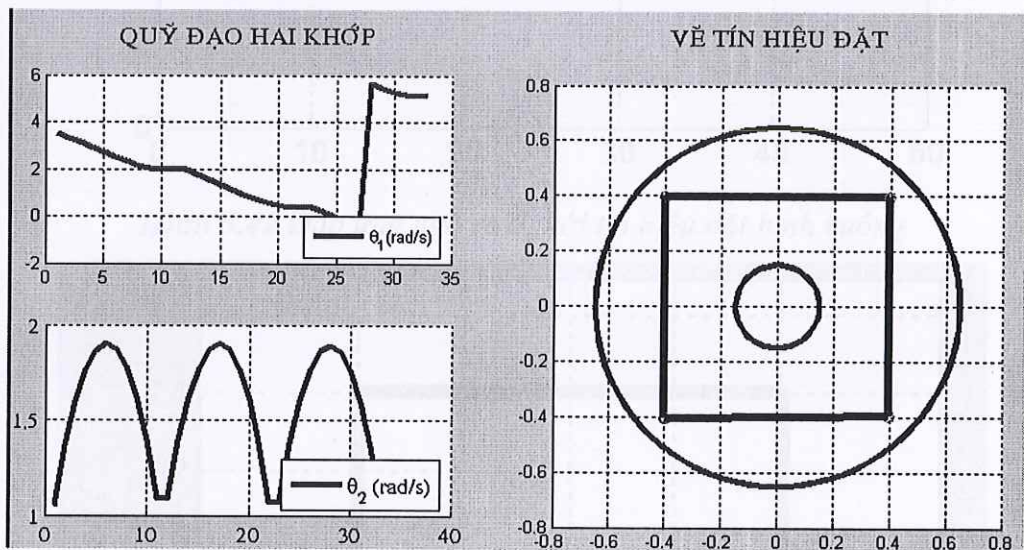 QUỸ ĐẠO HAI KHỚP
6
4
2
0
-2
0 5 10 15 20 25 30 35
θ₁ (rad/s)
2
1.5
1
0 10 20 30 40
θ₂ (rad/s)
VẼ TÍN HIỆU ĐẶT
0.8
0.6
0.4
0.2
0
-0.2
-0.4
-0.6
-0.8
-0.8 -0.6 -0.4 -0.2 0 0.2 0.4 0.6 0.8